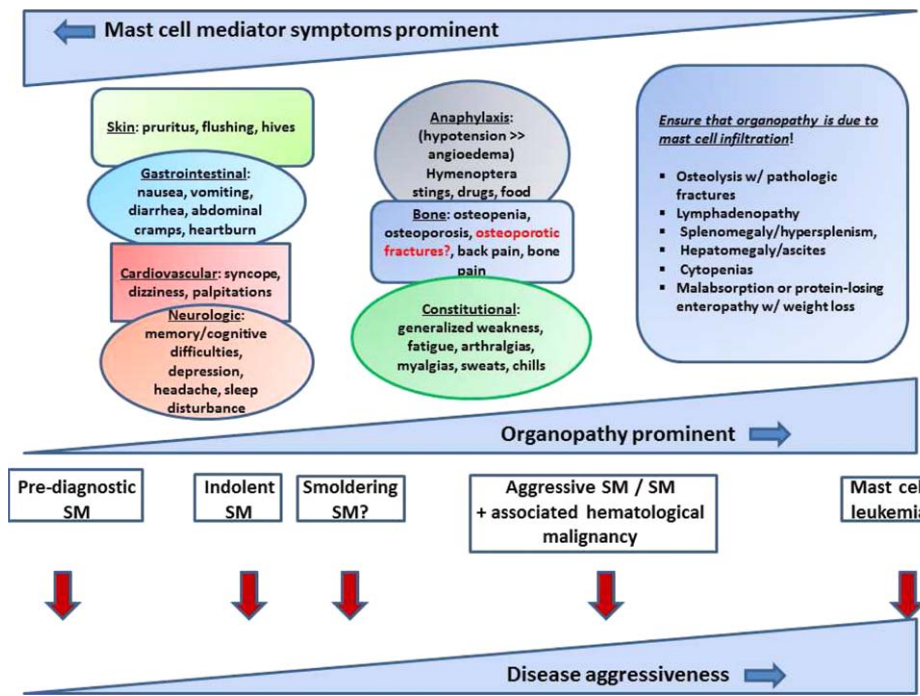 Mast cell mediator symptoms prominent
Skin: pruritus, flushing, hives
Gastrointestinal:
nausea, vomiting,
diarrhea, abdominal
cramps, heartburn
Cardiovascular: syncope,
dizziness, palpitations
Neurologic:
memory/cognitive
difficulties,
depression,
headache, sleep
disturbance
Anaphylaxis:
(hypotension >>
angioedema)
Hymenoptera
stings, drugs, food
Bone: osteopenia,
osteoporosis, osteoporotic
fractures?, back pain, bone
pain
Constitutional:
generalized weakness,
fatigue, arthralgias,
myalgias, sweats, chills
Ensure that organopathy is due to
mast cell infiltration!
▪ Osteolysis w/ pathologic
fractures
▪ Lymphadenopathy
▪ Splenomegaly/hypersplenism,
▪ Hepatomegaly/ascites
▪ Cytopenias
▪ Malabsorption or protein-losing
enteropathy w/ weight loss
Organopathy prominent
Pre-diagnostic
SM
Indolent
SM
Smoldering
SM?
Aggressive SM / SM
+ associated hematological
malignancy
Mast cel
leukemia
Disease aggressiveness